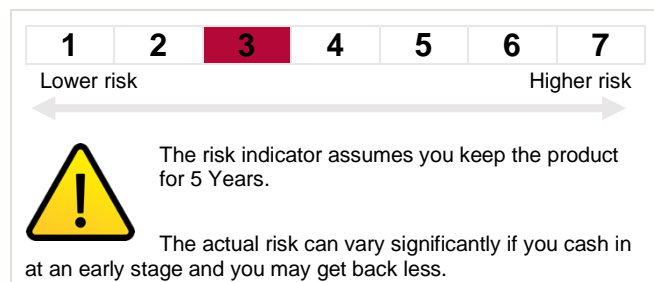 1 2 3 4 5 6 7
Lower risk Higher risk
!
The risk indicator assumes you keep the product
for 5 Years.
The actual risk can vary significantly if you cash in
at an early stage and you may get back less.